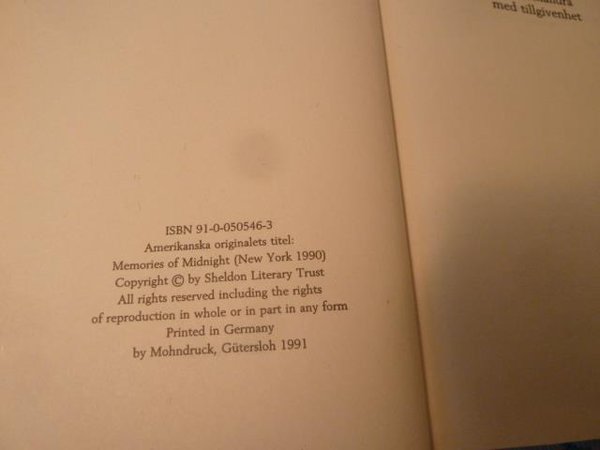 ISBN 91-0-050546-3
Amerikanska originalets titel:
Memories of Midnight (New York 1990)
Copyright © by Sheldon Literary Trust
All rights reserved including the rights
of reproduction in whole or in part in any form
Printed in Germany
by Mohndruck, Gütersloh 1991
med tillgivenhet